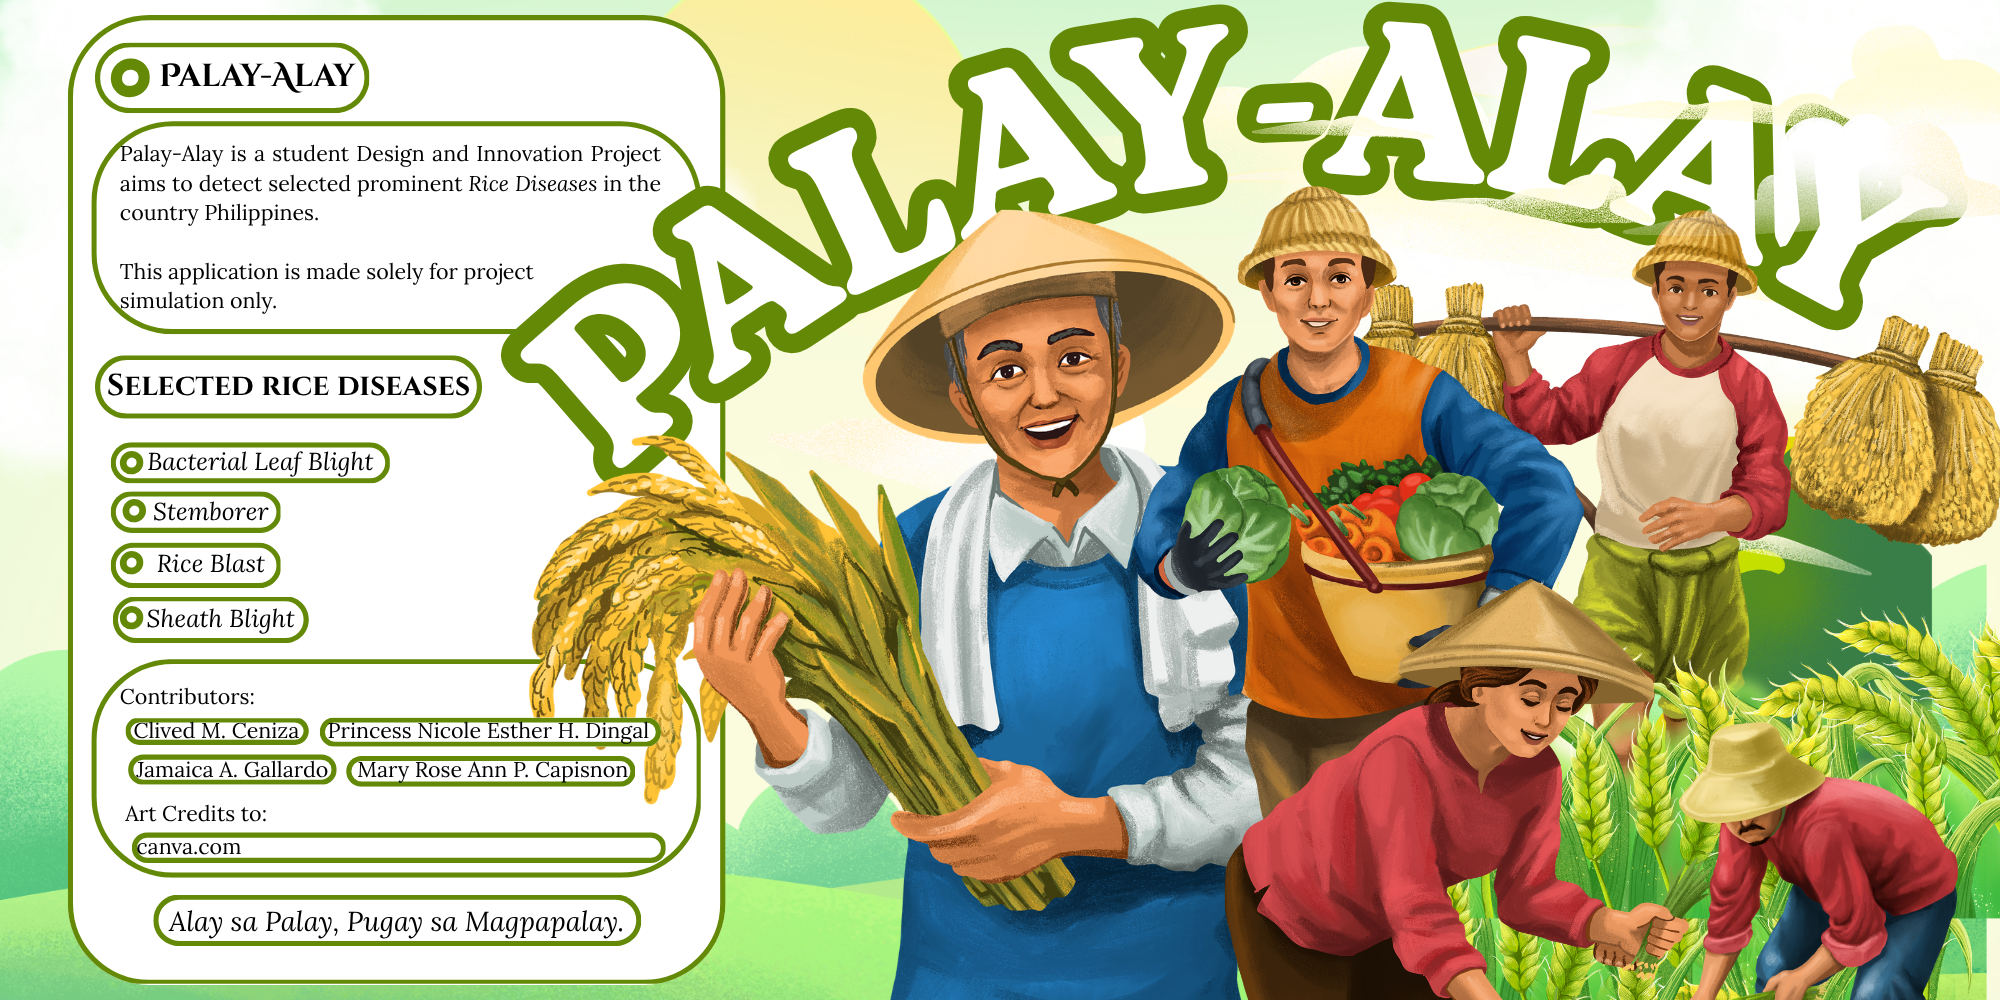 PALAY-ALAY
Palay-Alay is a student Design and Innovation Project
aims to detect selected prominent Rice Diseases in the
country Philippines.
This application is made solely for project
simulation only.
SELECTED RICE DISEASES
Bacterial Leaf Blight
Stemborer
Rice Blast
Sheath Blight
Contributors:
Clived M. Ceniza
Princess Nicole Esther H. Dingal
Jamaica A. Gallardo
Mary Rose Ann P. Capisnon
Art Credits to:
canva.com
Alay sa Palay, Pugay sa Magpapalay.
PALAY-ALAY